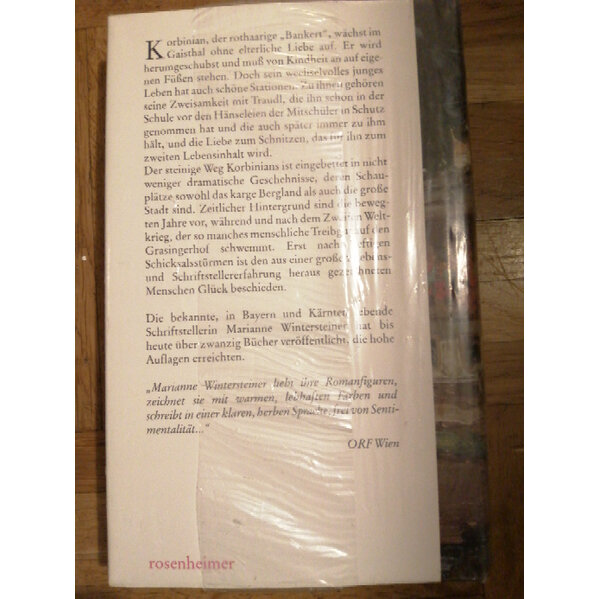 Korbinian, der rothaarige „Bankert“, wächst im
Gaisthal ohne elterliche Liebe auf. Er wird
herumgeschubst und muß von Kindheit an auf eige-
nen Füßen stehen. Doch sein wechselvolles junges
Leben hat auch schöne Stationen. Zu ihnen gehören
seine Zweisamkeit mit Traudl, die ihn schon in der
Schule vor den Hänseleien der Mitschüler in Schutz
genommen hat und die auch später immer zu ihm
hält, und die Liebe zum Schnitzen, das für ihn zum
zweiten Lebensinhalt wird.
Der steinige Weg Korbinians ist eingebettet in nicht
weniger dramatische Geschehnisse, deren Schau-
plätze sowohl das karge Bergland als auch die große
Stadt sind. Zeitlicher Hintergrund sind die beweg-
ten Jahre vor, während und nach dem Zweiten Welt-
krieg, der so manches menschliche Treibgut auf den
Grasingerhof schwemmt. Erst nach heftigen
Schicksalsstürmen ist den aus einer großen Lebens-
und Schriftstellererfahrung heraus gezeichneten
Menschen Glück beschieden.
Die bekannte, in Bayern und Kärnten lebende
Schriftstellerin Marianne Wintersteiner hat bis
heute über zwanzig Bücher veröffentlicht, die hohe
Auflagen erreichten.
„Marianne Wintersteiner liebt ihre Romanfiguren,
zeichnet sie mit warmen, lebhaften Farben und
schreibt in einer klaren, herben Sprache, frei von Senti-
mentalität...“
ORF Wien
rosenheimer